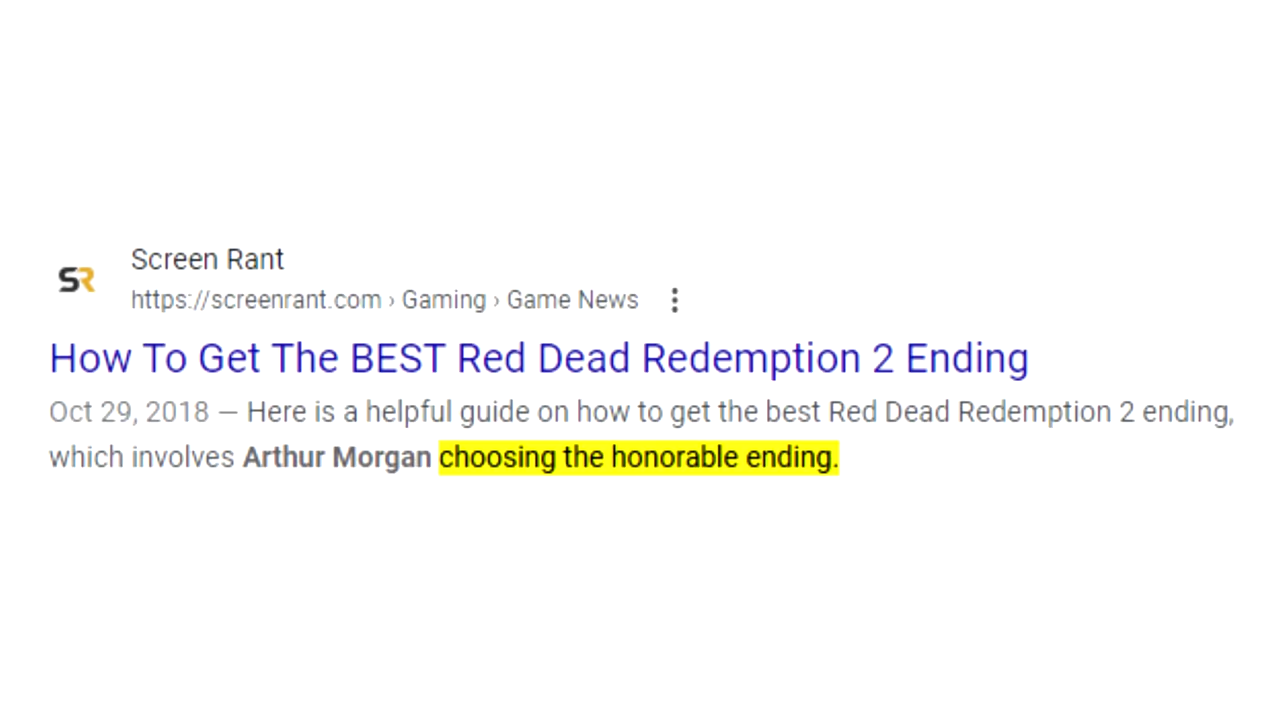 SR
Screen Rant
https://screenrant.com › Gaming › Game News
How To Get The BEST Red Dead Redemption 2 Ending
Oct 29, 2018 — Here is a helpful guide on how to get the best Red Dead Redemption 2 ending,
which involves Arthur Morgan choosing the honorable ending.